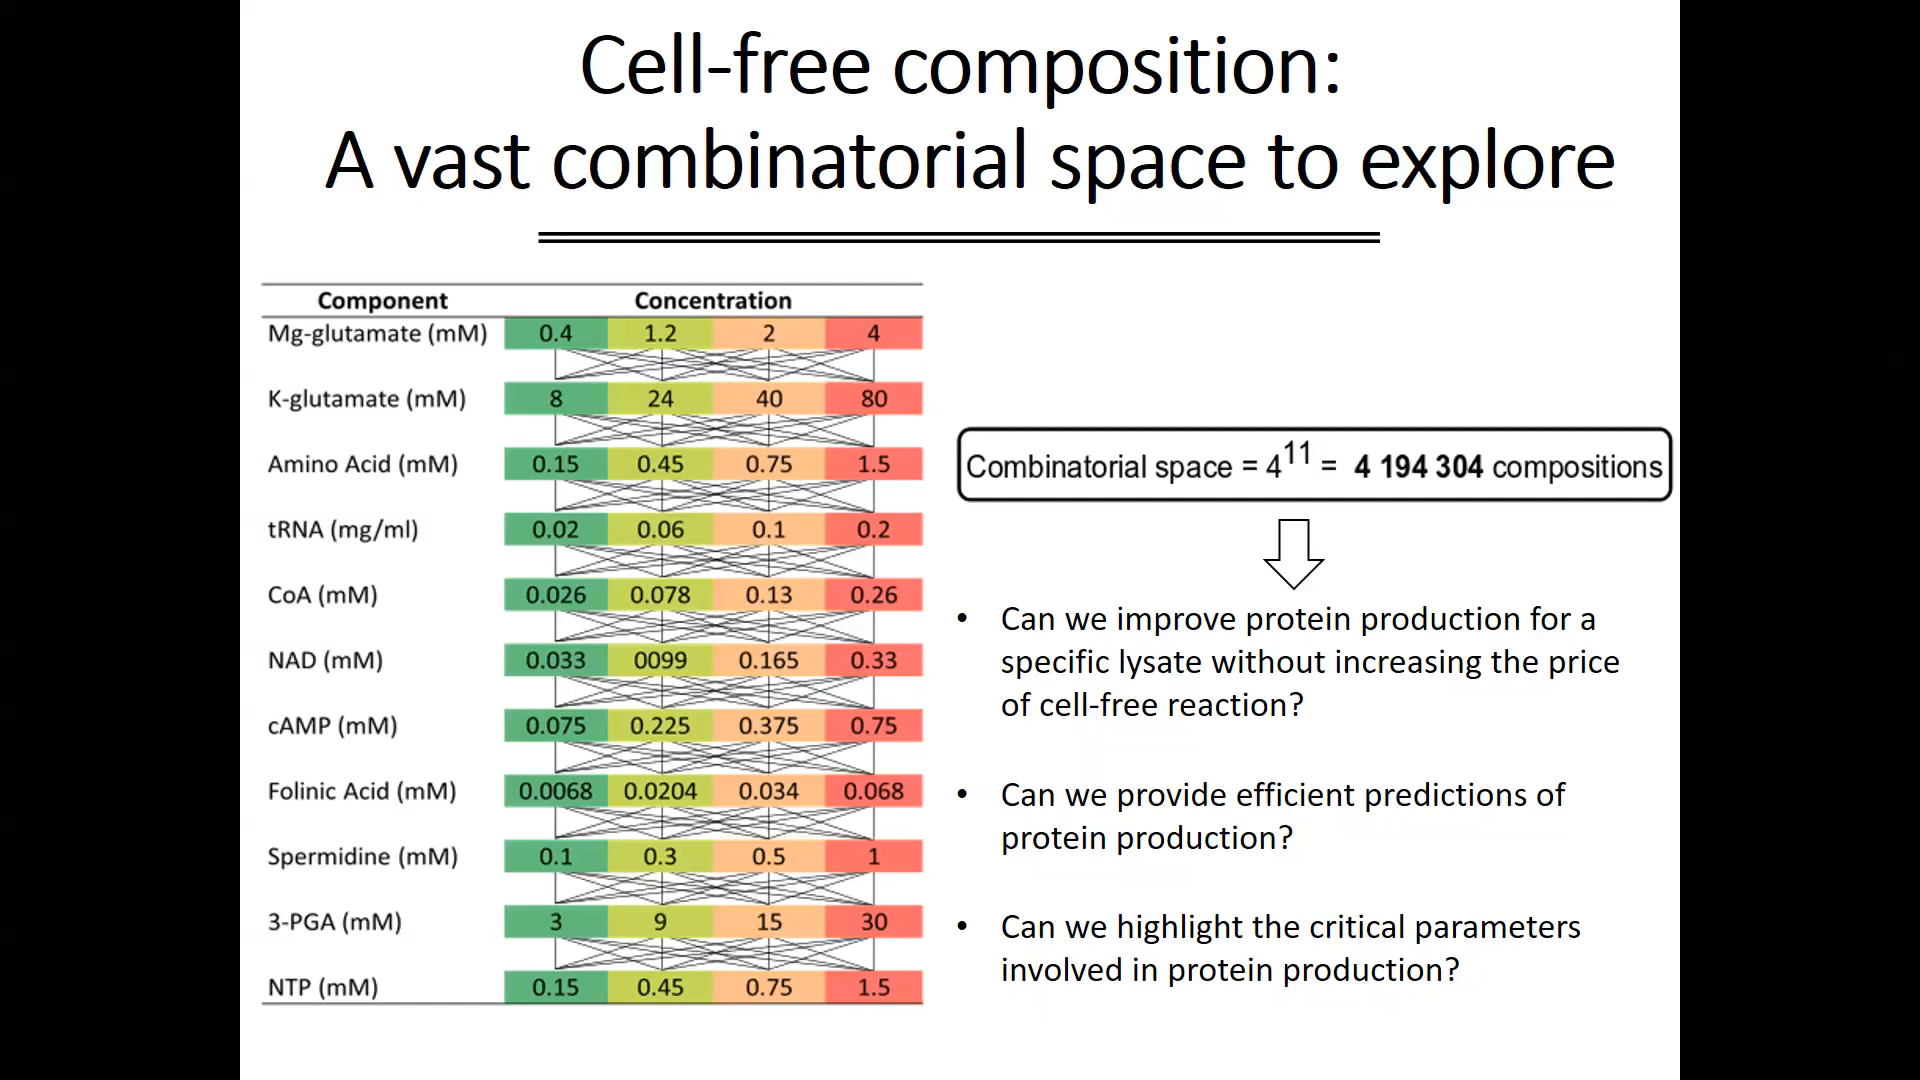 Cell-free composition:
A vast combinatorial space to explore
Component Concentration
Mg-glutamate (mM) 0.4 1.2 2 4
K-glutamate (mM) 8 24 40 80
Amino Acid (mM) 0.15 0.45 0.75 1.5
tRNA (mg/ml) 0.02 0.06 0.1 0.2
CoA (mM) 0.026 0.078 0.13 0.26
NAD (mM) 0.033 0099 0.165 0.33
cAMP (mM) 0.075 0.225 0.375 0.75
Folinic Acid (mM) 0.0068 0.0204 0.034 0.068
Spermidine (mM) 0.1 0.3 0.5 1
3-PGA (mM) 3 9 15 30
NTP (mM) 0.15 0.45 0.75 1.5
Combinatorial space = 4¹¹ = 4 194 304 compositions
• Can we improve protein production for a
specific lysate without increasing the price
of cell-free reaction?
• Can we provide efficient predictions of
protein production?
• Can we highlight the critical parameters
involved in protein production?